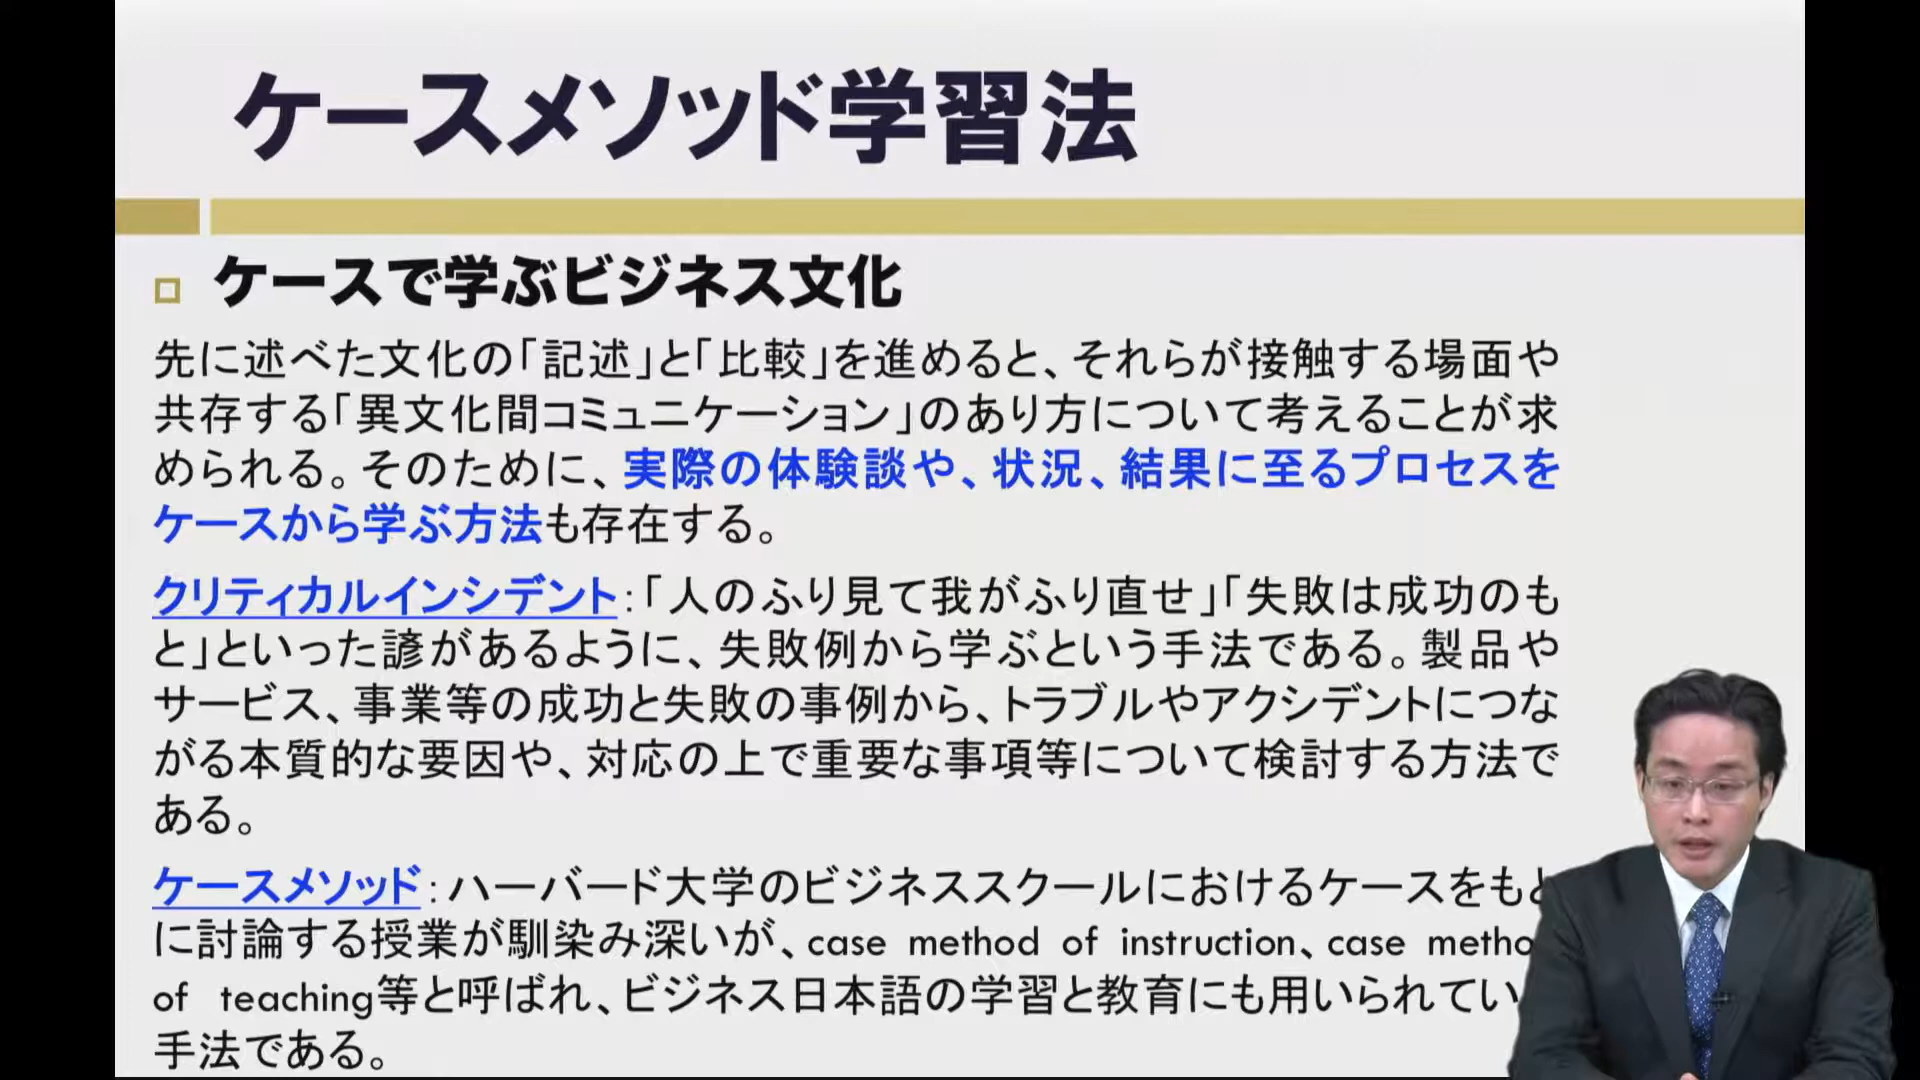 ケースメソッド学習法
ケースで学ぶビジネス文化
先に述べた文化の「記述」と「比較」を進めると、それらが接触する場面や
共存する「異文化間コミュニケーション」のあり方について考えることが求
められる。そのために、実際の体験談や、状況、結果に至るプロセスを
ケースから学ぶ方法も存在する。
クリティカルインシデント:「人のふり見て我がふり直せ」「失敗は成功のも
と」といった諺があるように、失敗例から学ぶという手法である。製品や
サービス、事業等の成功と失敗の事例から、トラブルやアクシデントにつな
がる本質的な要因や、対応の上で重要な事項等について検討する方法で
ある。
ケースメソッド:ハーバード大学のビジネススクールにおけるケースをもと
に討論する授業が馴染み深いが、case method of instruction、case
of teaching等と呼ばれ、ビジネス日本語の学習と教育にも用いられてい
手法である。